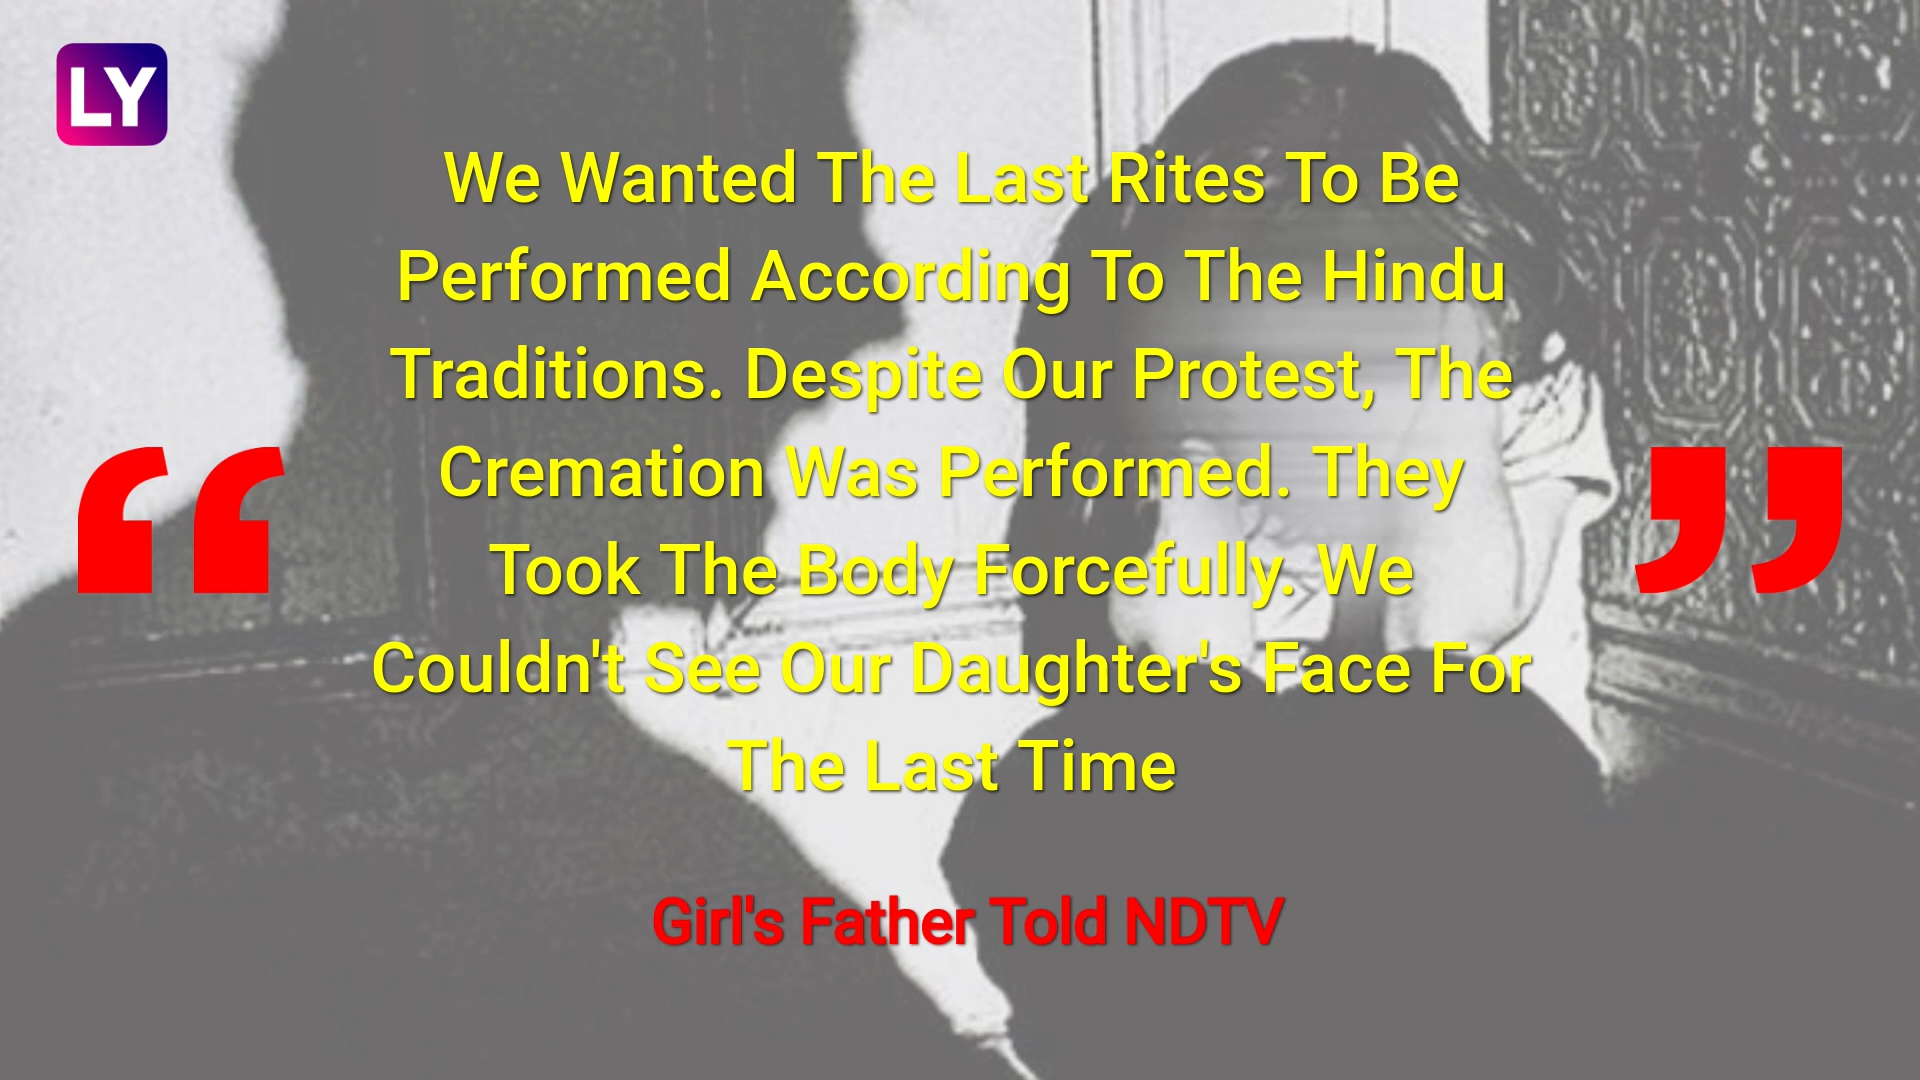 LY
We Wanted The Last Rites To Be
Performed According To The Hindu
Traditions. Despite Our Protest, The
Cremation Was Performed. They
“ Took The Body Forcefully. We ”
Couldn't See Our Daughter's Face For
The Last Time
Girl's Father Told NDTV